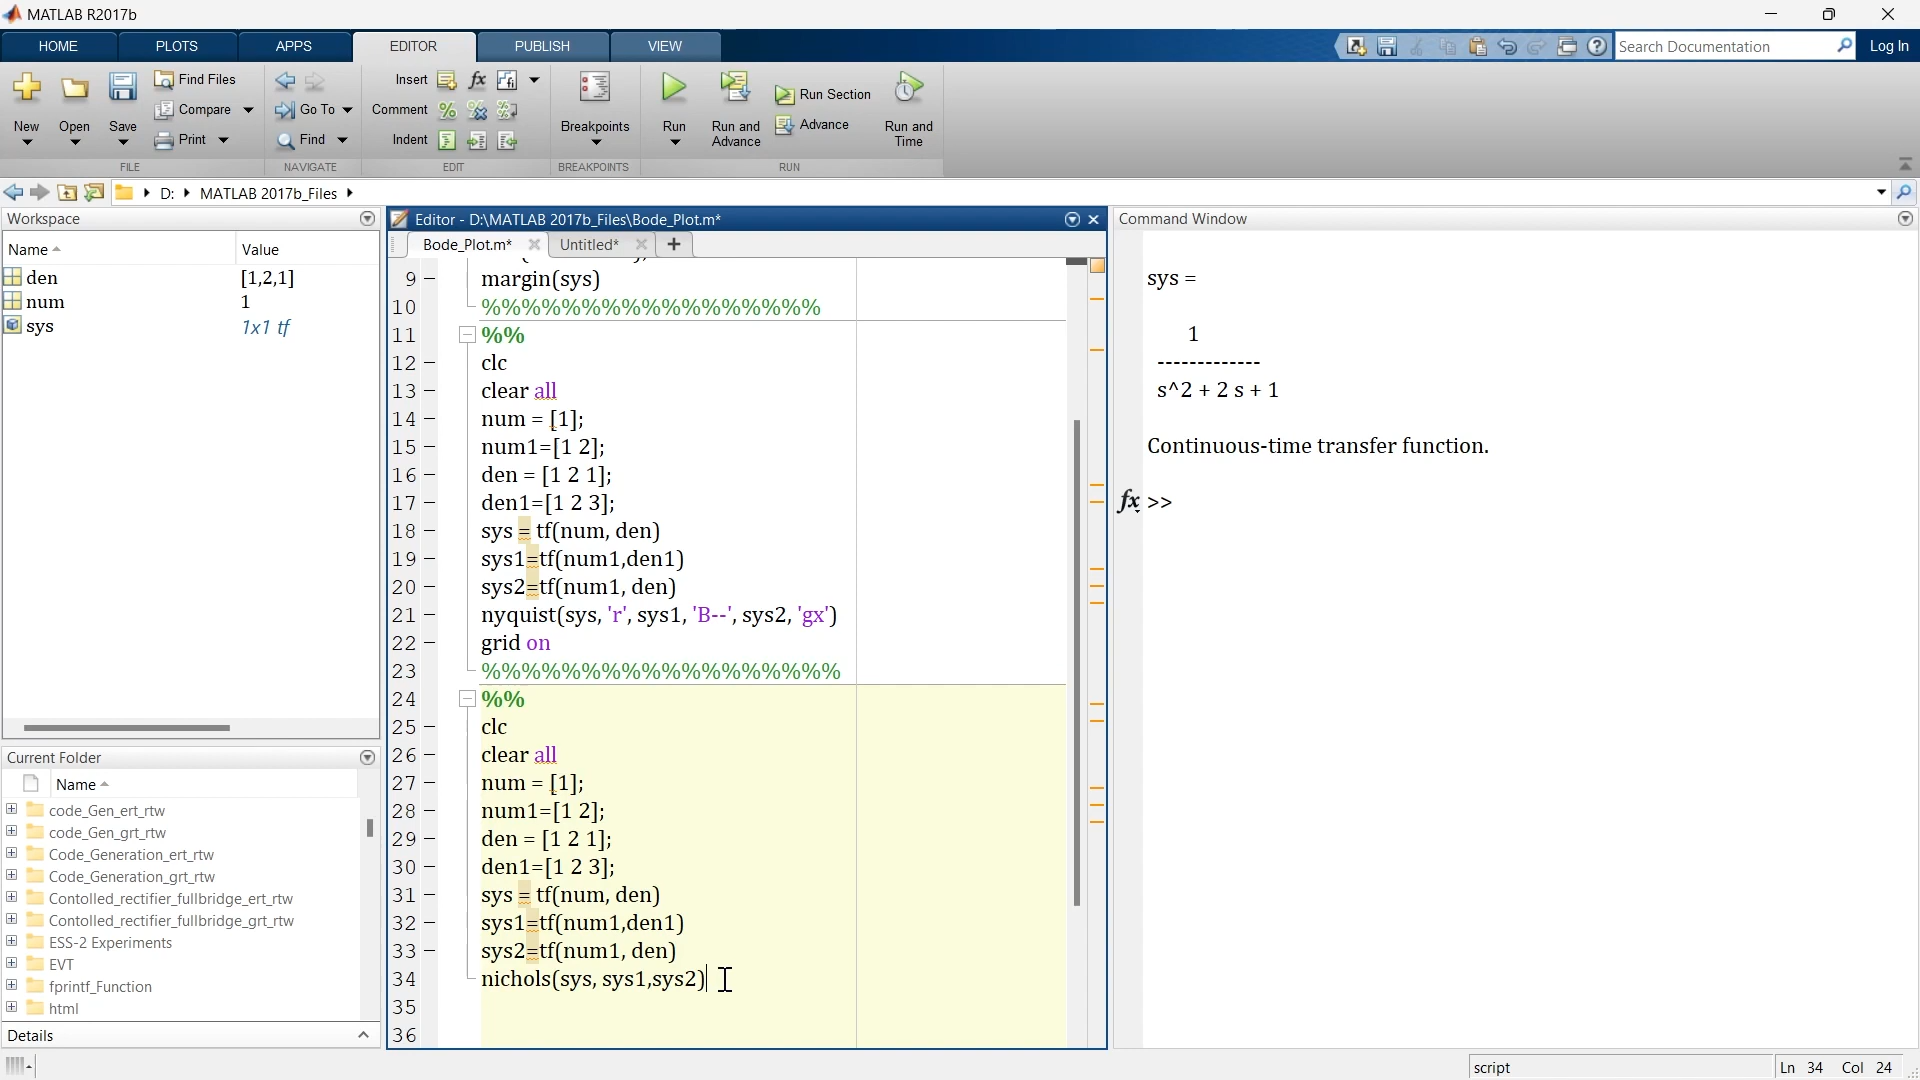 MATLAB R2017b
HOME PLOTS APPS EDITOR PUBLISH VIEW
Search Documentation Log In
New Open Save
Find Files
Compare
Print
FILE
Go To
Find
NAVIGATE
Insert fx
Comment
Indent
EDIT
Breakpoints
BREAKPOINTS
Run
Run and Advance
Run Section
Advance
Run and Time
RUN
D: MATLAB 2017b_Files
Workspace
Name Value
den [1,2,1]
num 1
sys 1x1 tf
Current Folder
Name
code_Gen_ert_rtw
code_Gen_grt_rtw
Code_Generation_ert_rtw
Code_Generation_grt_rtw
Contolled_rectifier_fullbridge_ert_rtw
Contolled_rectifier_fullbridge_grt_rtw
ESS-2 Experiments
EVT
fprintf_Function
html
Details
Editor - D:\MATLAB 2017b_Files\Bode_Plot.m*
Bode_Plot.m* Untitled*
9 – margin(sys)
10 %%%%%%%%%%%%%%%%%
11 %%
12 – clc
13 – clear all
14 – num = [1];
15 – num1=[1 2];
16 – den = [1 2 1];
17 – den1=[1 2 3];
18 – sys = tf(num, den)
19 – sys1=tf(num1,den1)
20 – sys2=tf(num1, den)
21 – nyquist(sys, 'r', sys1, 'B--', sys2, 'gx')
22 – grid on
23 %%%%%%%%%%%%%%%%%%
24 %%
25 – clc
26 – clear all
27 – num = [1];
28 – num1=[1 2];
29 – den = [1 2 1];
30 – den1=[1 2 3];
31 – sys = tf(num, den)
32 – sys1=tf(num1,den1)
33 – sys2=tf(num1, den)
34 nichols(sys, sys1,sys2)
35
36
Command Window
sys =
1
-------------
s^2 + 2 s + 1
Continuous-time transfer function.
fx >>
script Ln 34 Col 24